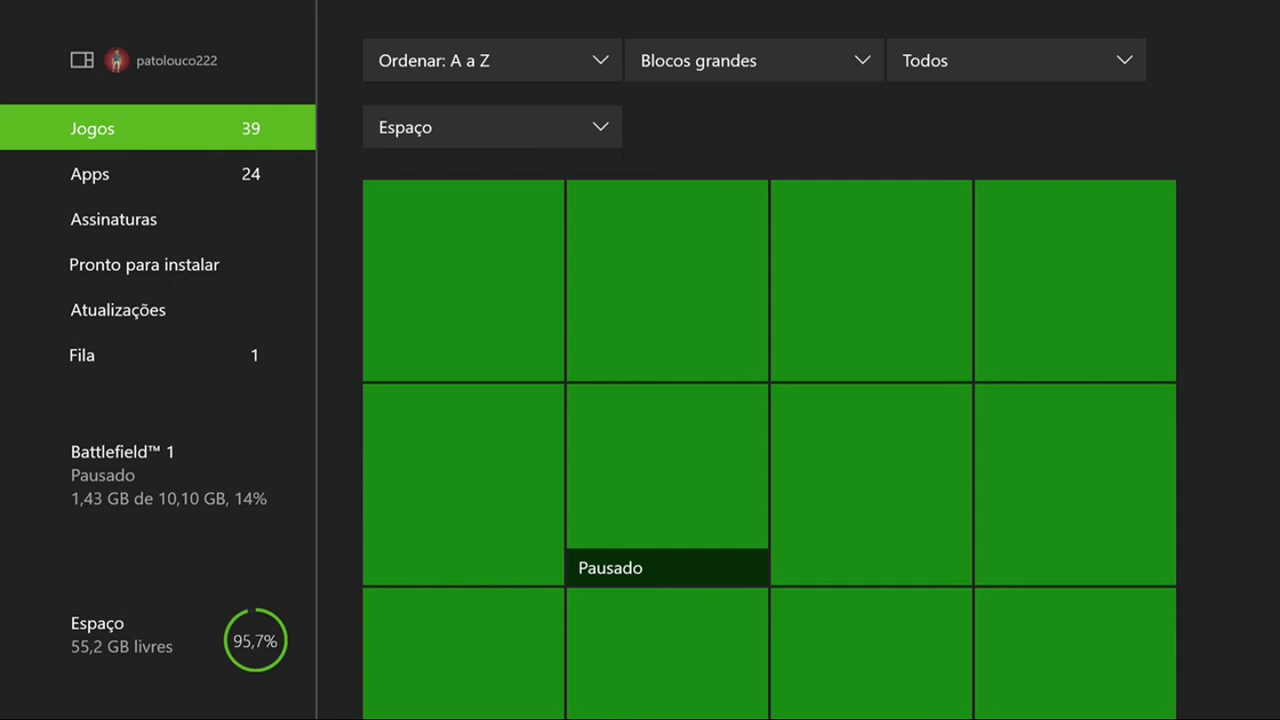 patolouco222
Jogos 39
Apps 24
Assinaturas
Pronto para instalar
Atualizações
Fila 1
Battlefield™ 1
Pausado
1,43 GB de 10,10 GB, 14%
Espaço
55,2 GB livres
95,7%
Ordenar: A a Z
Blocos grandes
Todos
Espaço
Pausado